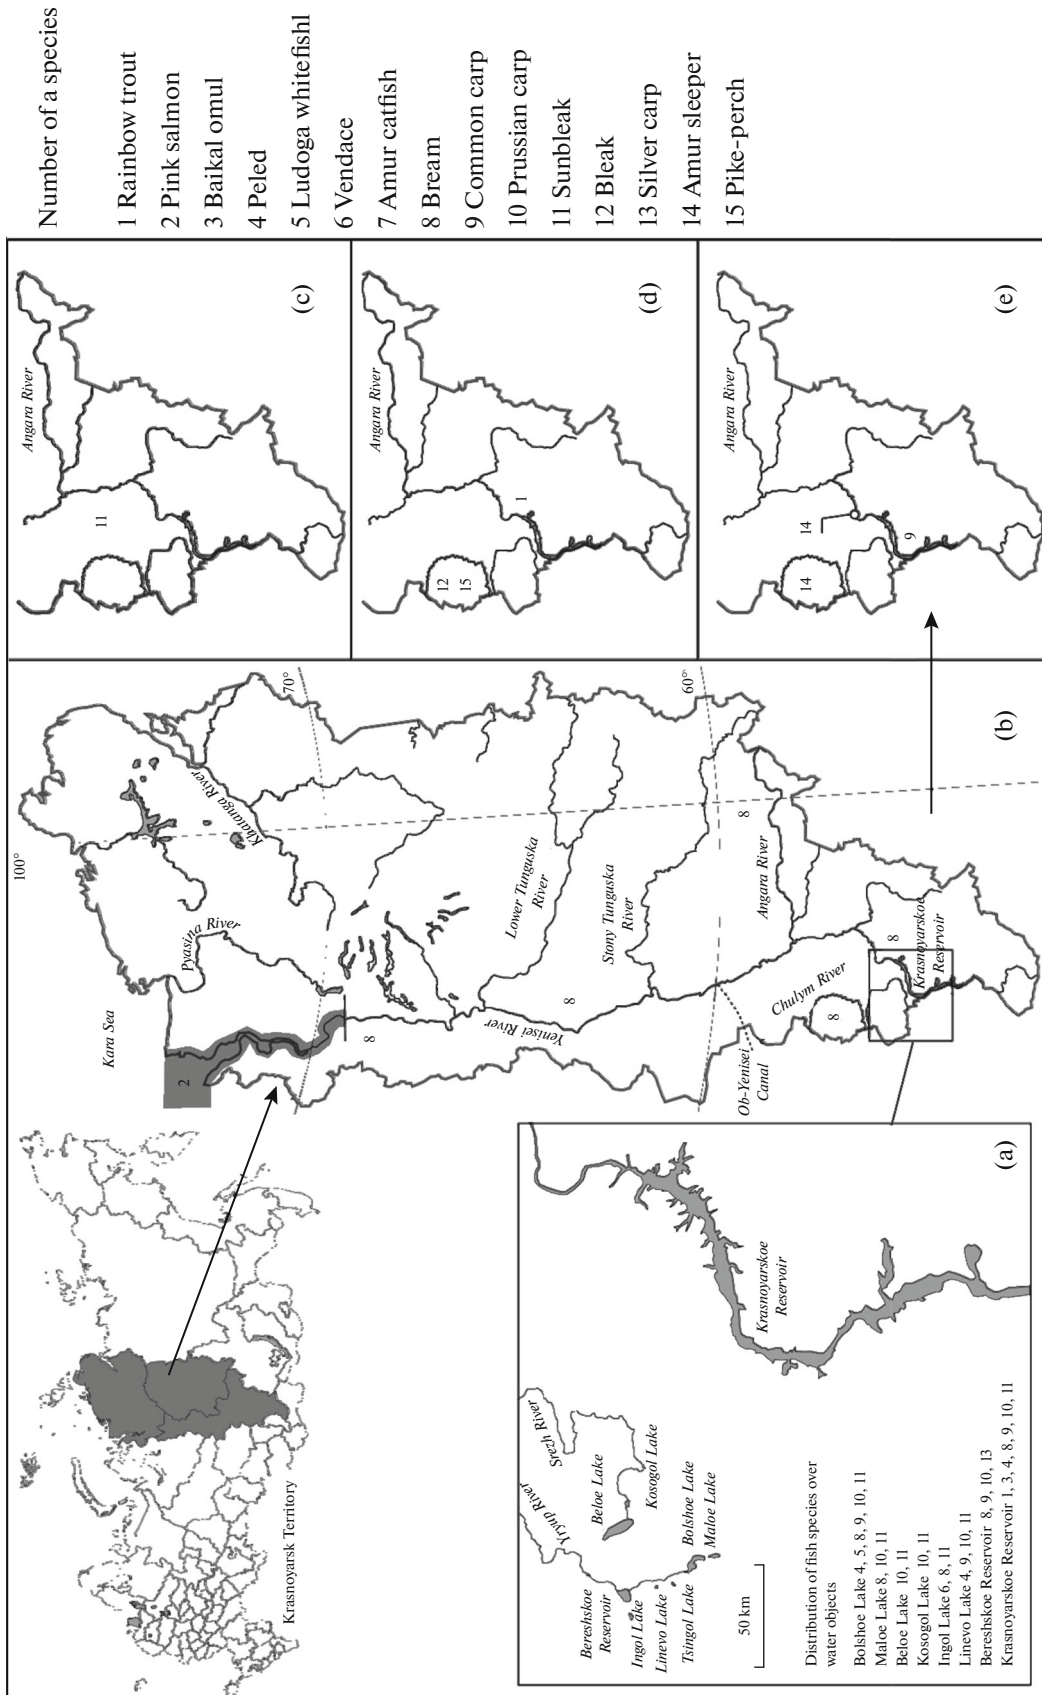 Krasnoyarsk Territory
Kara Sea
100°
70°
60°
2
Pyasina River
Khatanga River
8
Lower Tunguska
River
Stony Tunguska
River
Yenisei River
8
8
Angara River
Ob-Yenisei
Canal
Chulym River
8
8
Krasnoyarskoe
Reservoir
(b)
Yryup River
Srezh River
Bereshskoe
Reservoir
Ingol Lake
Linevo Lake
Tsingol Lake
Beloe Lake
Kosogol Lake
Bolshoe Lake
Maloe Lake
Krasnoyarskoe
Reservoir
50 km
Distribution of fish species over
water objects
Bolshoe Lake 4, 5, 8, 9, 10, 11
Maloe Lake 8, 10, 11
Beloe Lake 10, 11
Kosogol Lake 10, 11
Ingol Lake 6, 8, 11
Linevo Lake 4, 9, 10, 11
Bereshskoe Reservoir 8, 9, 10, 13
Krasnoyarskoe Reservoir 1, 3, 4, 8, 9, 10, 11
(a)
Angara River
11
(c)
Angara River
12
15
1
(d)
Angara River
14
14
9
(e)
Number of a species
1 Rainbow trout
2 Pink salmon
3 Baikal omul
4 Peled
5 Ludoga whitefishl
6 Vendace
7 Amur catfish
8 Bream
9 Common carp
10 Prussian carp
11 Sunbleak
12 Bleak
13 Silver carp
14 Amur sleeper
15 Pike-perch